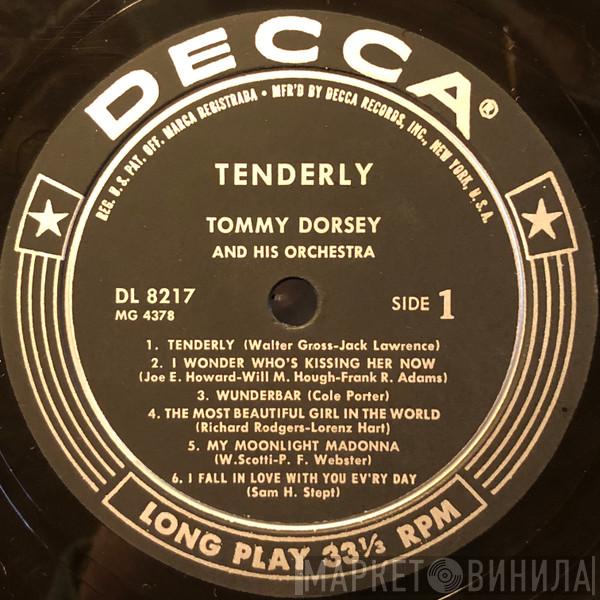 DECCA®
REG. U.S. PAT. OFF. MARCA REGISTRADA • MFR'D BY DECCA RECORDS, INC., NEW YORK, U.S.A.
TENDERLY
TOMMY DORSEY
AND HIS ORCHESTRA
DL 8217
MG 4378
SIDE 1
1. TENDERLY (Walter Gross-Jack Lawrence)
2. I WONDER WHO'S KISSING HER NOW
(Joe E. Howard-Will M. Hough-Frank R. Adams)
3. WUNDERBAR (Cole Porter)
4. THE MOST BEAUTIFUL GIRL IN THE WORLD
(Richard Rodgers-Lorenz Hart)
5. MY MOONLIGHT MADONNA
(W.Scotti-P. F. Webster)
6. I FALL IN LOVE WITH YOU EV'RY DAY
(Sam H. Stept)
LONG PLAY 33⅓ RPM
МАРКЕТ ВИНИЛА